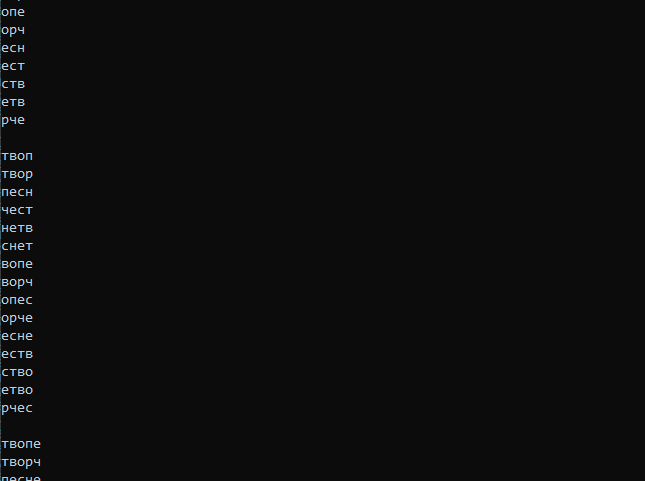 опе
орч
есн
ест
ств
етв
рче

твоп
твор
песн
чест
нетв
снет
вопе
ворч
опес
орче
есне
еств
ство
етво
рчес

твопе
творч
песне